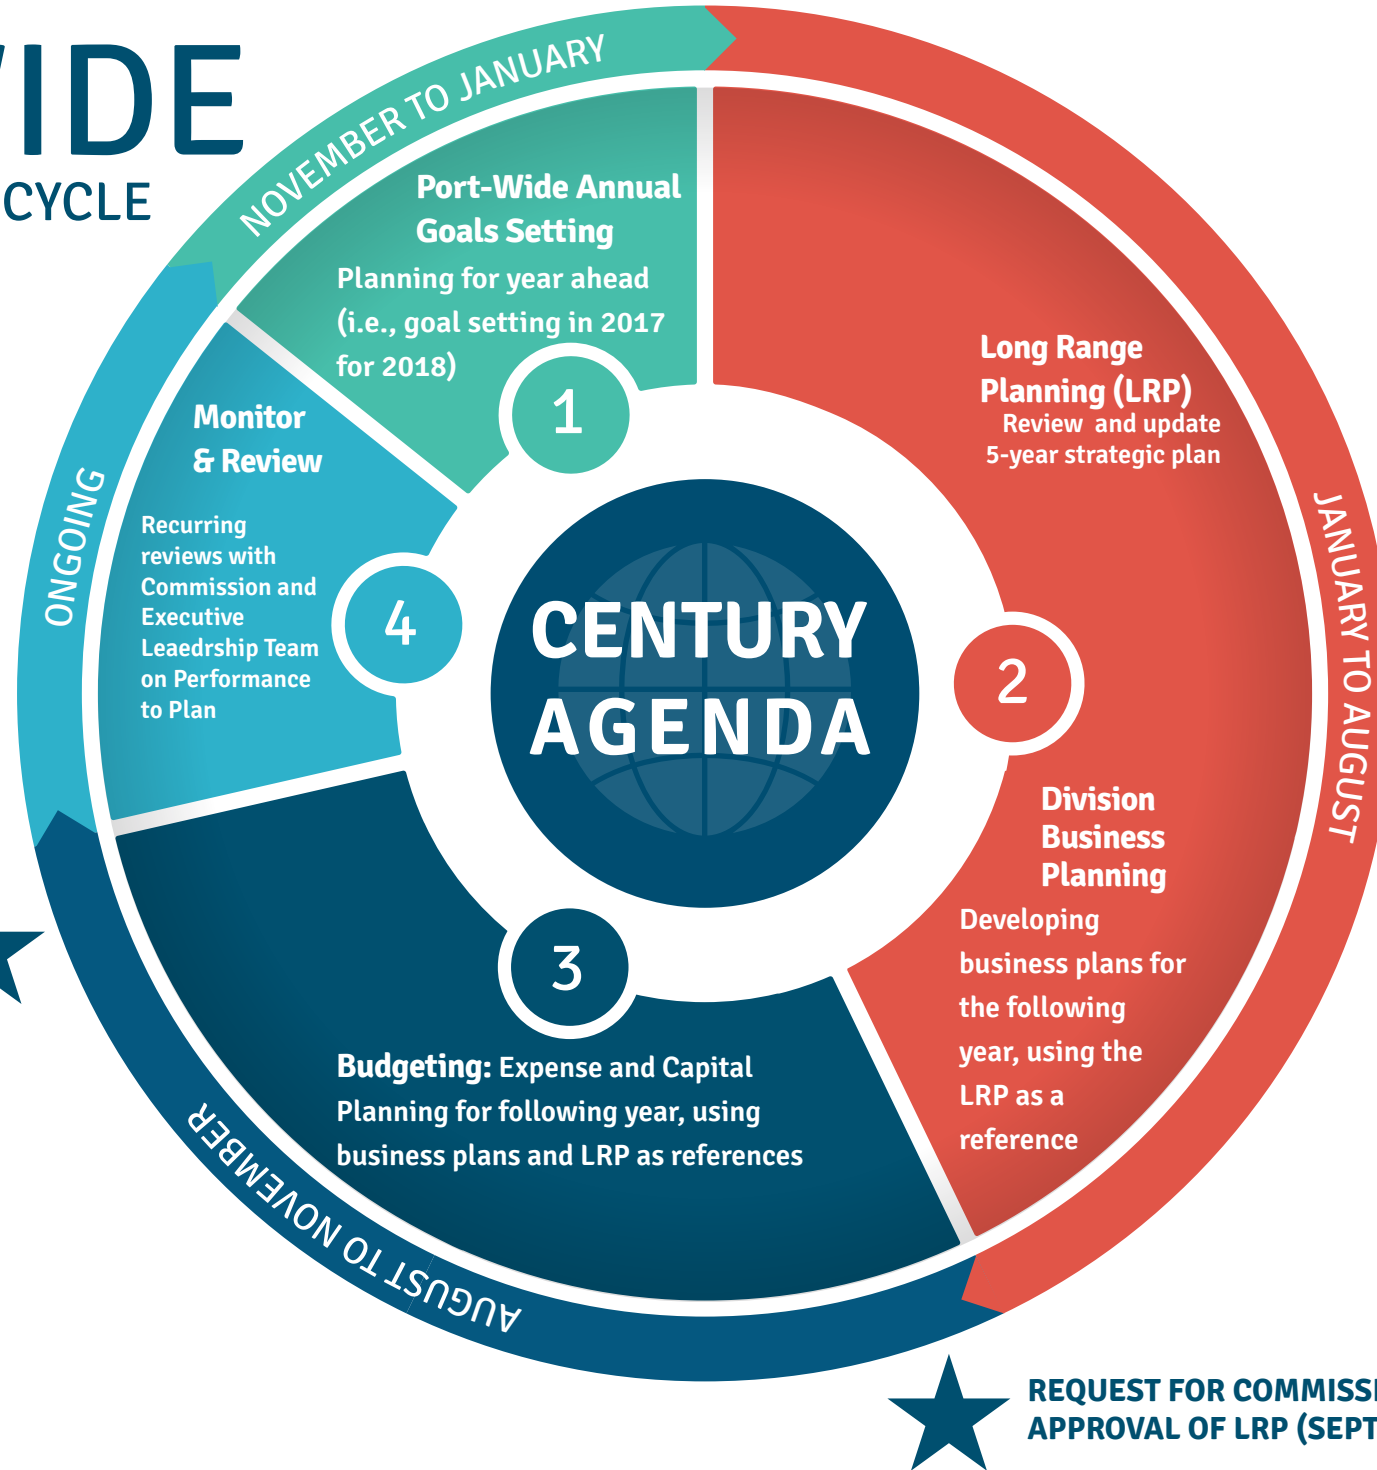 CYCLE
NOVEMBER TO JANUARY
Port-Wide Annual
Goals Setting
Planning for year ahead
(i.e., goal setting in 2017
for 2018)
1
Long Range
Planning (LRP)
Review and update
5-year strategic plan
JANUARY TO AUGUST
2
Division
Business
Planning
Developing
business plans for
the following
year, using the
LRP as a
reference
3
Budgeting: Expense and Capital
Planning for following year, using
business plans and LRP as references
AUGUST TO NOVEMBER
Monitor
& Review
Recurring
reviews with
Commission and
Executive
Leaedrship Team
on Performance
to Plan
4
ONGOING
CENTURY
AGENDA
REQUEST FOR
APPROVAL OF LRP (SEPT